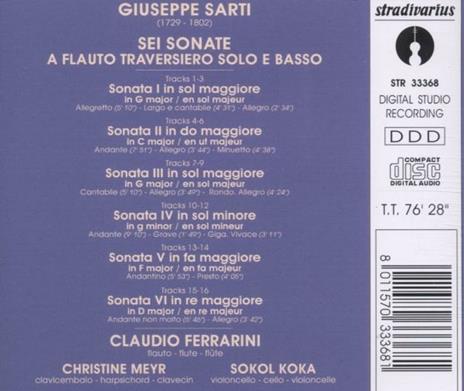 GIUSEPPE SARTI
(1729 - 1802)
SEI SONATE
A FLAUTO TRAVERSIERO SOLO E BASSO
Tracks 1-3
Sonata I in sol maggiore
in G major / en sol majeur
Allegretto (5' 10") - Largo e cantabile (4' 31") - Allegro (2' 34")
Tracks 4-6
Sonata II in do maggiore
in C major / en ut majeur
Andante (7' 51") - Allegro (3' 44") - Minuetto (4' 38")
Tracks 7-9
Sonata III in sol maggiore
in G major / en sol majeur
Cantabile (5' 10") - Allegro (3' 49") - Rondo. Allegro (4' 24")
Tracks 10-12
Sonata IV in sol minore
in g minor / en sol mineur
Andante (9' 10") - Grave (1' 49") - Giga. Vivace (3' 11")
Tracks 13-14
Sonata V in fa maggiore
in F major / en fa majeur
Andantino (5' 53") - Presto (4' 05")
Tracks 15-16
Sonata VI in re maggiore
in D major / en re majeur
Andante non molto (5' 46") - Allegro (3' 42")
CLAUDIO FERRARINI
flauto - flute - flûte
CHRISTINE MEYR
clavicembalo - harpsichord - clavecin
SOKOL KOKA
violoncello - cello - violoncelle
stradivarius
STR 33368
DIGITAL STUDIO
RECORDING
DDD
COMPACT
disc
DIGITAL AUDIO
T.T. 76' 28"
8 011570 333681